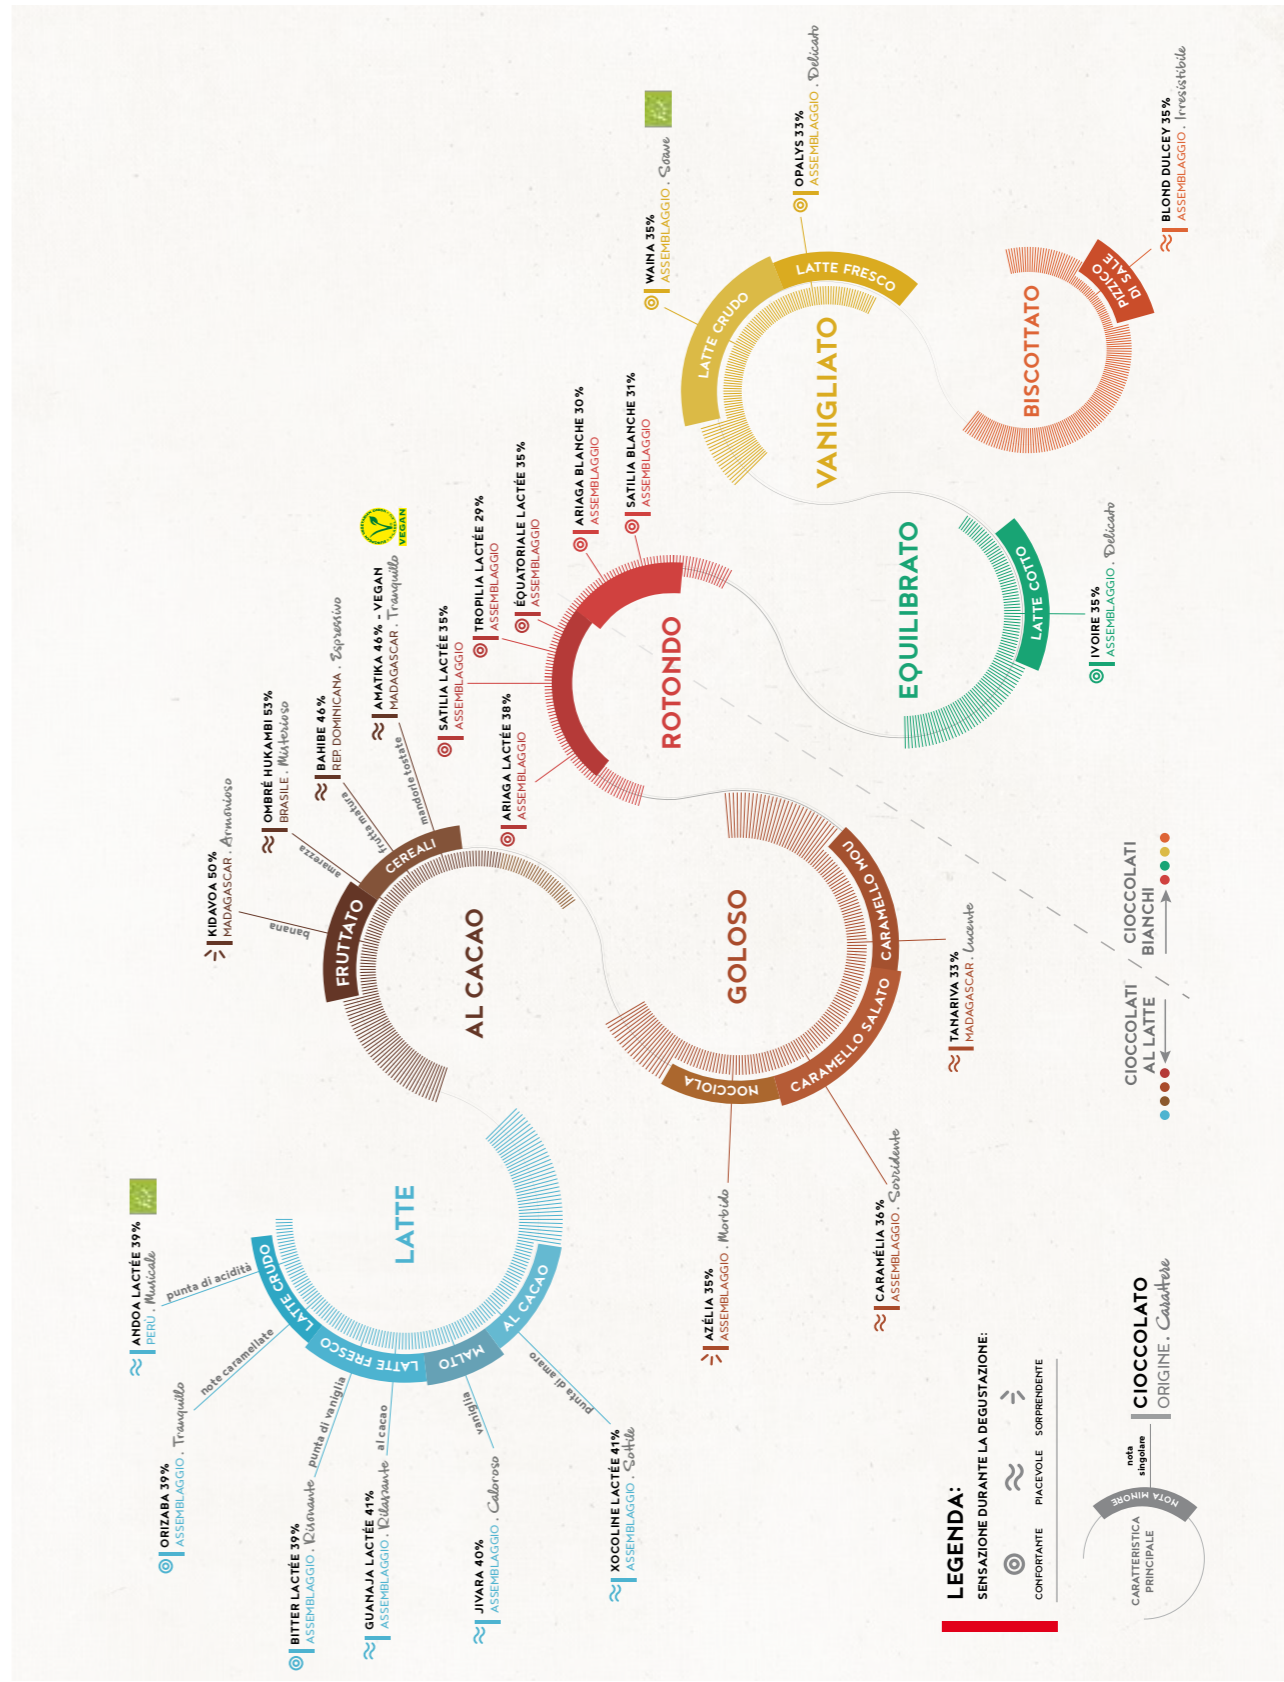 ANDOA LACTÉE 39%
PERÙ . Musicale
punta di acidità
ORIZABA 39%
ASSEMBLAGGIO . Tranquillo
note caramellate
BITTER LACTÉE 39%
ASSEMBLAGGIO . Risonante
punta di vaniglia
GUANAJA LACTÉE 41%
ASSEMBLAGGIO . Rilassante
al cacao
JIVARA 40%
ASSEMBLAGGIO . Caloroso
vaniglia
XOCOLINE LACTÉE 41%
ASSEMBLAGGIO . Sottile
punta di amaro
LATTE CRUDO
LATTE FRESCO
MALTO
AL CACAO
LATTE
KIDAVOA 50%
MADAGASCAR . Armonioso
banana
OMBRÉ HUKAMBI 53%
BRASILE . Misterioso
amarezza
BAHIBE 46%
REP. DOMINICANA . Espressivo
frutta matura
AMATIKA 46% - VEGAN
MADAGASCAR . Tranquillo
mandorle tostate
VEGAN
FRUTTATO
CEREALI
AL CACAO
AZÉLIA 35%
ASSEMBLAGGIO . Morbido
CARAMÉLIA 36%
ASSEMBLAGGIO . Sorridente
TANARIVA 33%
MADAGASCAR . Lucente
NOCCIOLA
CARAMELLO SALATO
CARAMELLO MOU
GOLOSO
ARIAGA LACTÉE 38%
ASSEMBLAGGIO
SATILIA LACTÉE 35%
ASSEMBLAGGIO
TROPILIA LACTÉE 29%
ASSEMBLAGGIO
ÉQUATORIALE LACTÉE 35%
ASSEMBLAGGIO
ARIAGA BLANCHE 30%
ASSEMBLAGGIO
SATILIA BLANCHE 31%
ASSEMBLAGGIO
ROTONDO
EQUILIBRATO
LATTE COTTO
IVOIRE 35%
ASSEMBLAGGIO . Delicato
WAINA 35%
ASSEMBLAGGIO . Soave
OPALYS 33%
ASSEMBLAGGIO . Delicato
LATTE CRUDO
LATTE FRESCO
VANIGLIATO
BISCOTTATO
PIZZICO
DI SALE
BLOND DULCEY 35%
ASSEMBLAGGIO . Irresistibile
LEGENDA:
SENSAZIONE DURANTE LA DEGUSTAZIONE:
CONFORTANTE
PIACEVOLE
SORPRENDENTE
CARATTERISTICA
PRINCIPALE
NOTA MINORE
nota
singolare
CIOCCOLATO
ORIGINE . Carattere
CIOCCOLATI
AL LATTE
CIOCCOLATI
BIANCHI